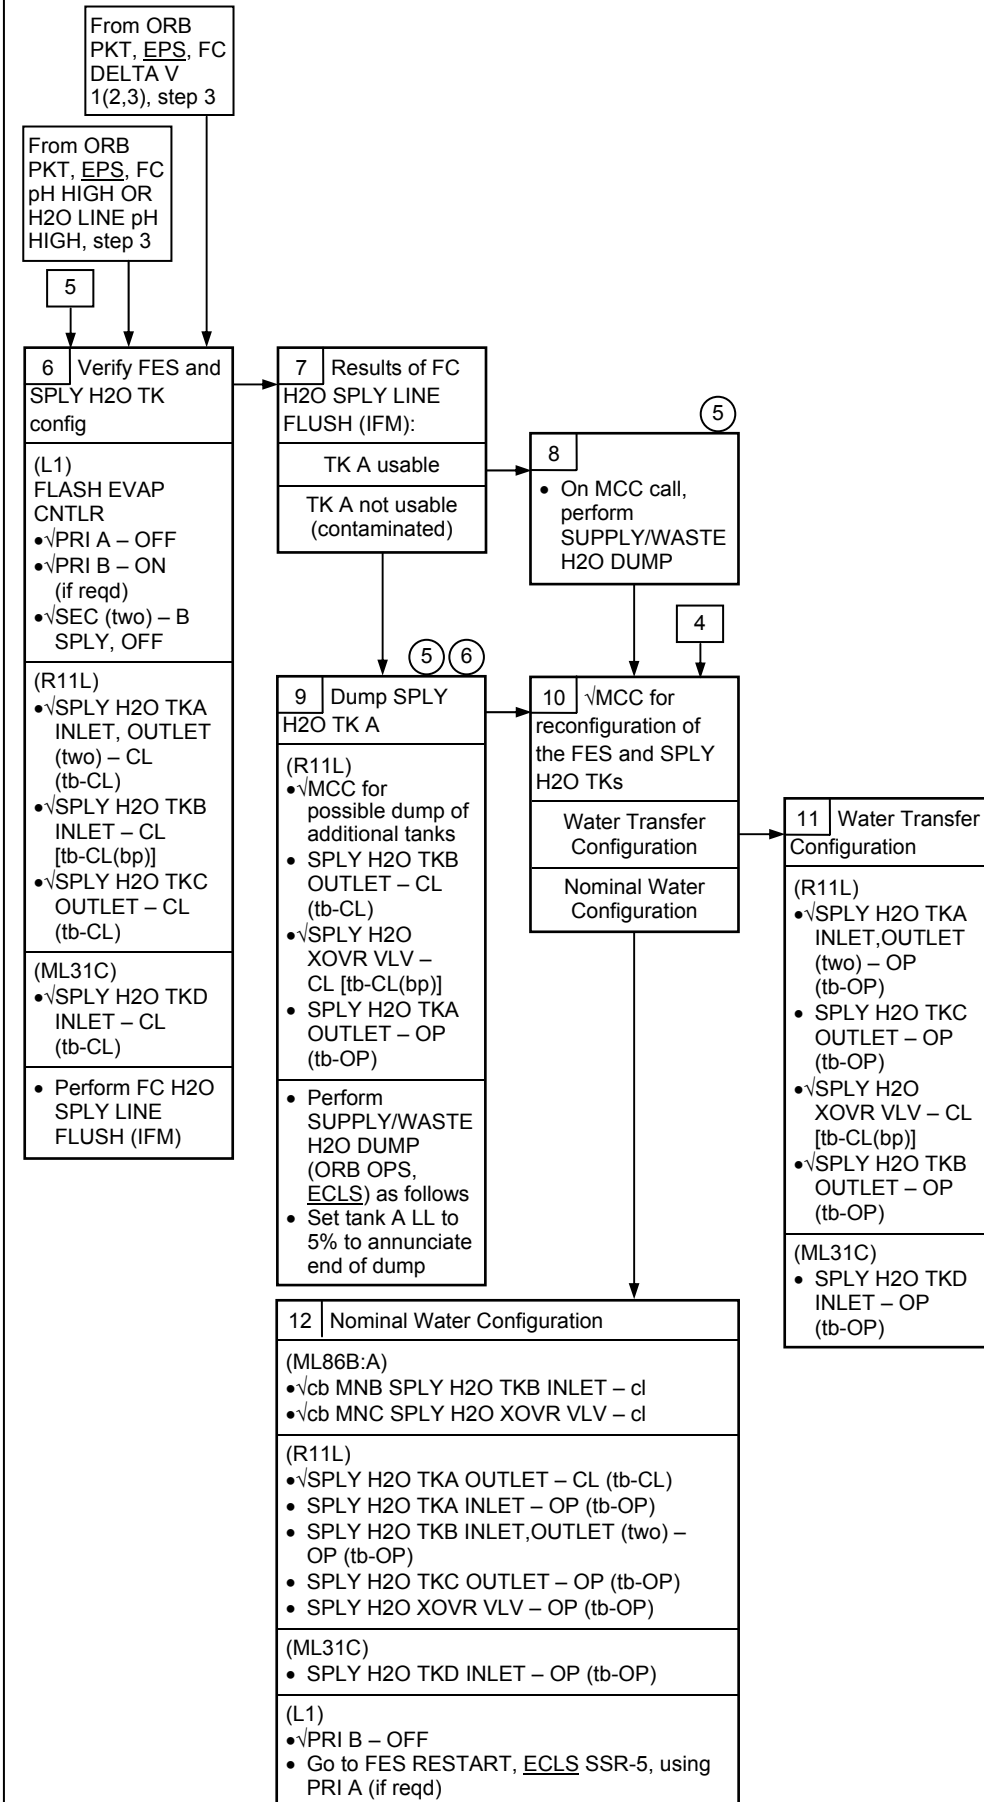 From ORB
PKT, EPS, FC
DELTA V
1(2,3), step 3
From ORB
PKT, EPS, FC
pH HIGH OR
H2O LINE pH
HIGH, step 3
5
6 Verify FES and
SPLY H2O TK
config
(L1)
FLASH EVAP
CNTLR
•√PRI A – OFF
•√PRI B – ON
(if reqd)
•√SEC (two) – B
SPLY, OFF
(R11L)
•√SPLY H2O TKA
INLET, OUTLET
(two) – CL
(tb-CL)
•√SPLY H2O TKB
INLET – CL
[tb-CL(bp)]
•√SPLY H2O TKC
OUTLET – CL
(tb-CL)
(ML31C)
•√SPLY H2O TKD
INLET – CL
(tb-CL)
• Perform FC H2O
SPLY LINE
FLUSH (IFM)
7 Results of FC
H2O SPLY LINE
FLUSH (IFM):
TK A usable
TK A not usable
(contaminated)
5
8
• On MCC call,
perform
SUPPLY/WASTE
H2O DUMP
5 6
9 Dump SPLY
H2O TK A
(R11L)
•√MCC for
possible dump of
additional tanks
• SPLY H2O TKB
OUTLET – CL
(tb-CL)
•√SPLY H2O
XOVR VLV –
CL [tb-CL(bp)]
• SPLY H2O TKA
OUTLET – OP
(tb-OP)
• Perform
SUPPLY/WASTE
H2O DUMP
(ORB OPS,
ECLS) as follows
• Set tank A LL to
5% to annunciate
end of dump
4
10 √MCC for
reconfiguration of
the FES and SPLY
H2O TKs
Water Transfer
Configuration
Nominal Water
Configuration
11 Water Transfer
Configuration
(R11L)
•√SPLY H2O TKA
INLET,OUTLET
(two) – OP
(tb-OP)
• SPLY H2O TKC
OUTLET – OP
(tb-OP)
•√SPLY H2O
XOVR VLV – CL
[tb-CL(bp)]
•√SPLY H2O TKB
OUTLET – OP
(tb-OP)
(ML31C)
• SPLY H2O TKD
INLET – OP
(tb-OP)
12 Nominal Water Configuration
(ML86B:A)
•√cb MNB SPLY H2O TKB INLET – cl
•√cb MNC SPLY H2O XOVR VLV – cl
(R11L)
•√SPLY H2O TKA OUTLET – CL (tb-CL)
• SPLY H2O TKA INLET – OP (tb-OP)
• SPLY H2O TKB INLET,OUTLET (two) –
OP (tb-OP)
• SPLY H2O TKC OUTLET – OP (tb-OP)
• SPLY H2O XOVR VLV – OP (tb-OP)
(ML31C)
• SPLY H2O TKD INLET – OP (tb-OP)
(L1)
•√PRI B – OFF
• Go to FES RESTART, ECLS SSR-5, using
PRI A (if reqd)